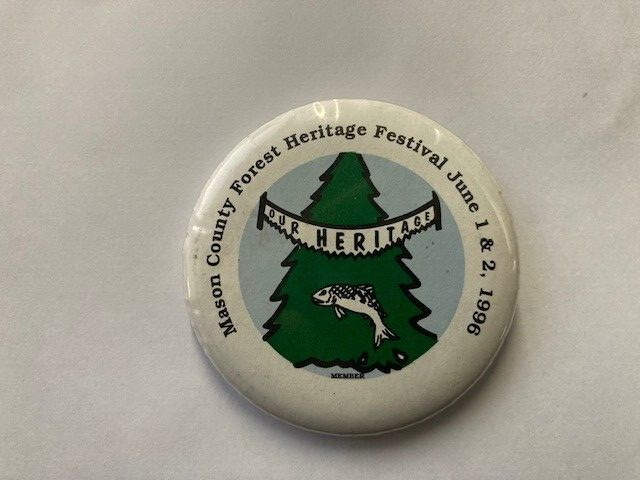 Mason County Forest Heritage Festival June 1 & 2, 1996
OUR HERITAGE
MEMBER